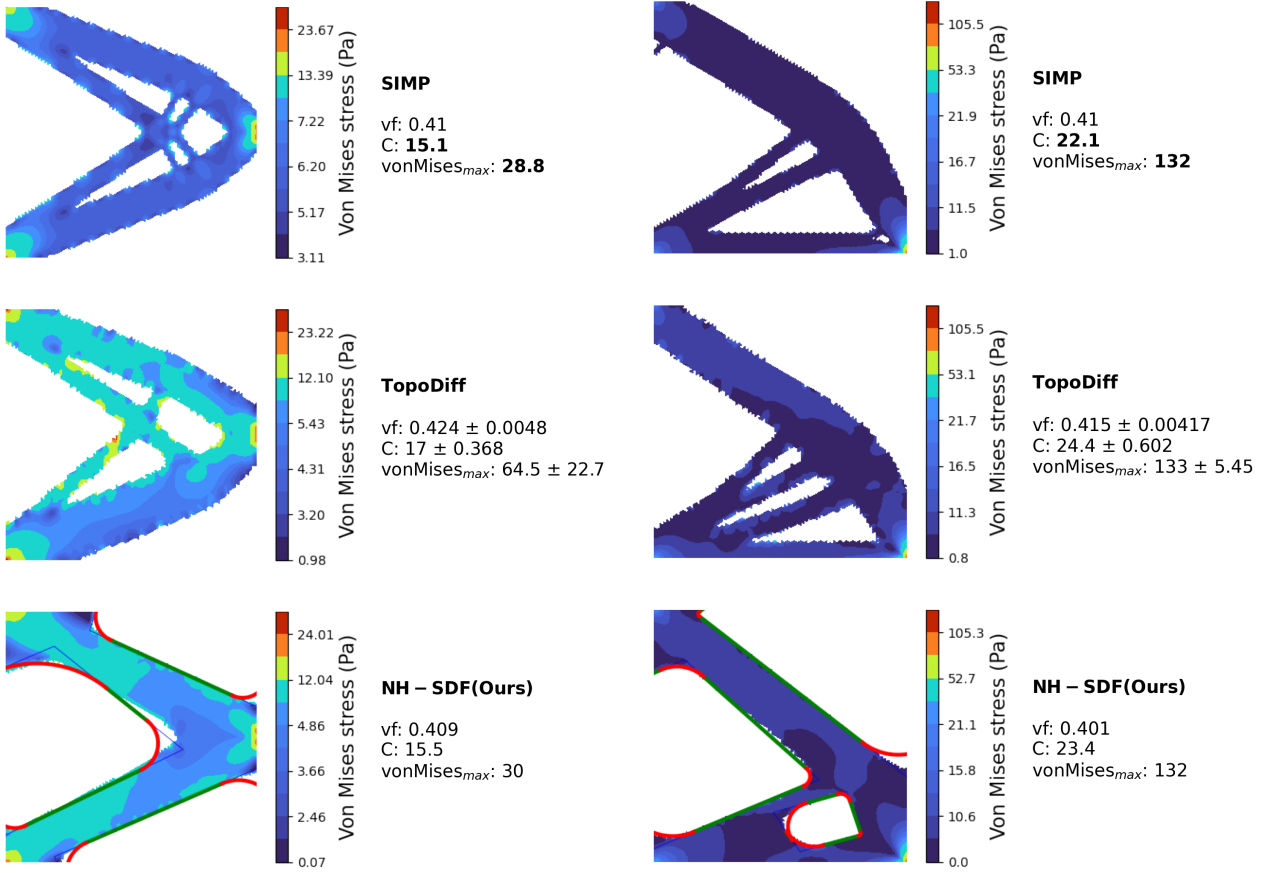 23.67
13.39
7.22
6.20
5.17
3.11
Von Mises stress (Pa)
SIMP
vf: 0.41
C: 15.1
vonMises_max: 28.8
105.5
53.3
21.9
16.7
11.5
1.0
Von Mises stress (Pa)
SIMP
vf: 0.41
C: 22.1
vonMises_max: 132
23.22
12.10
5.43
4.31
3.20
0.98
Von Mises stress (Pa)
TopoDiff
vf: 0.424 ± 0.0048
C: 17 ± 0.368
vonMises_max: 64.5 ± 22.7
105.5
53.1
21.7
16.5
11.3
0.8
Von Mises stress (Pa)
TopoDiff
vf: 0.415 ± 0.00417
C: 24.4 ± 0.602
vonMises_max: 133 ± 5.45
24.01
12.04
4.86
3.66
2.46
0.07
Von Mises stress (Pa)
NH − SDF(Ours)
vf: 0.409
C: 15.5
vonMises_max: 30
105.3
52.7
21.1
15.8
10.6
0.0
Von Mises stress (Pa)
NH − SDF(Ours)
vf: 0.401
C: 23.4
vonMises_max: 132